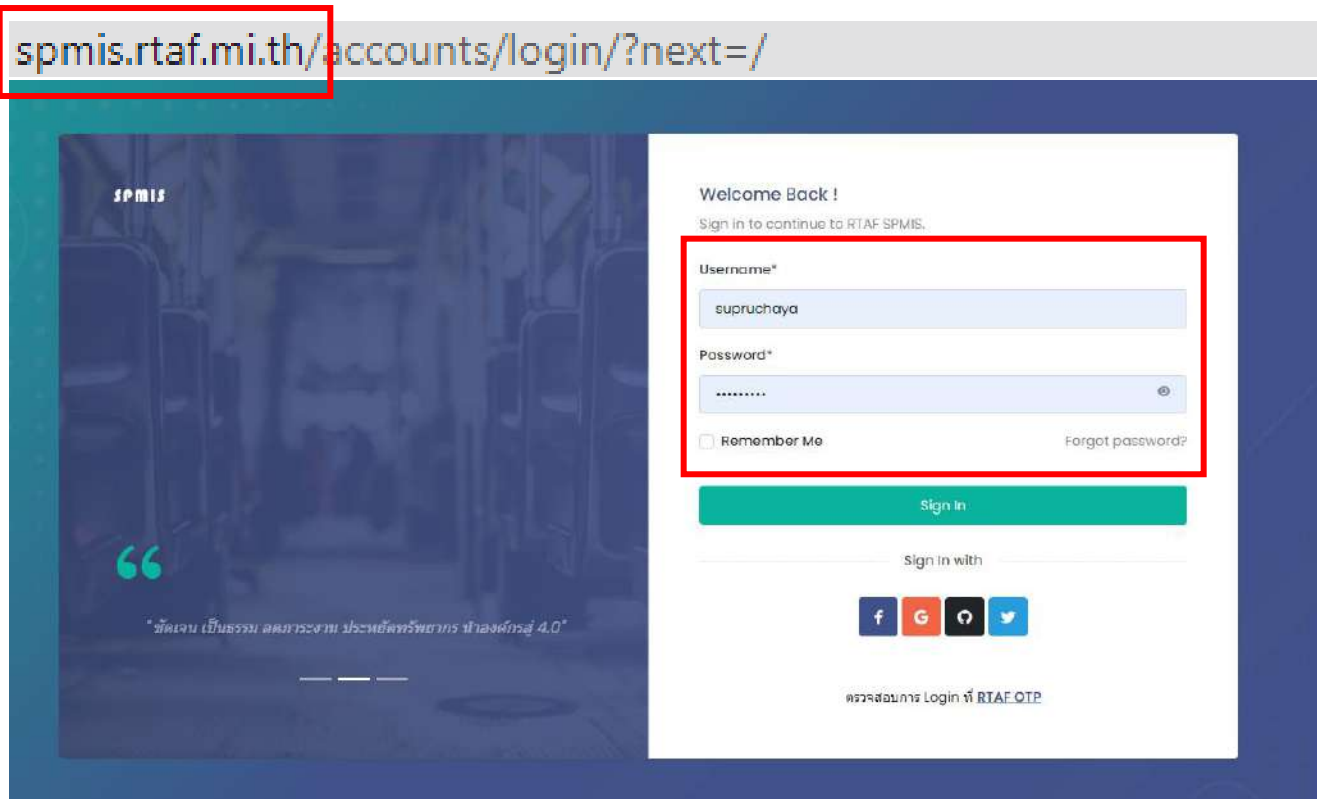 spmis.rtaf.mi.th/accounts/login/?next=/
SPMIS
Welcome Back !
Sign in to continue to RTAF SPMIS.
Username*
supruchaya
Password*
.........
Remember Me
Forgot password?
Sign In
Sign In with
"ชัดเจน เป็นธรรม ลดภาระงาน ประหยัดทรัพยากร นำองค์กรสู่ 4.0"
ตรวจสอบการ Login ที่ RTAF OTP